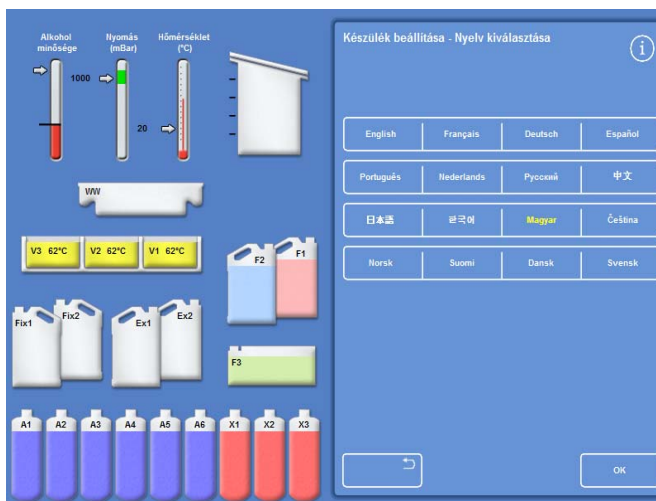 Alkohol
minősége
Nyomás
(mBar)
Hőmérséklet
(°C)
1000
20
WW
V3 62°C
V2 62°C
V1 62°C
F2
F1
Fix1
Fix2
Ex1
Ex2
F3
A1
A2
A3
A4
A5
A6
X1
X2
X3
Készülék beállítása - Nyelv kiválasztása
i
English
Français
Deutsch
Español
Português
Nederlands
Русский
中文
日本語
한국어
Magyar
Čeština
Norsk
Suomi
Dansk
Svensk
OK